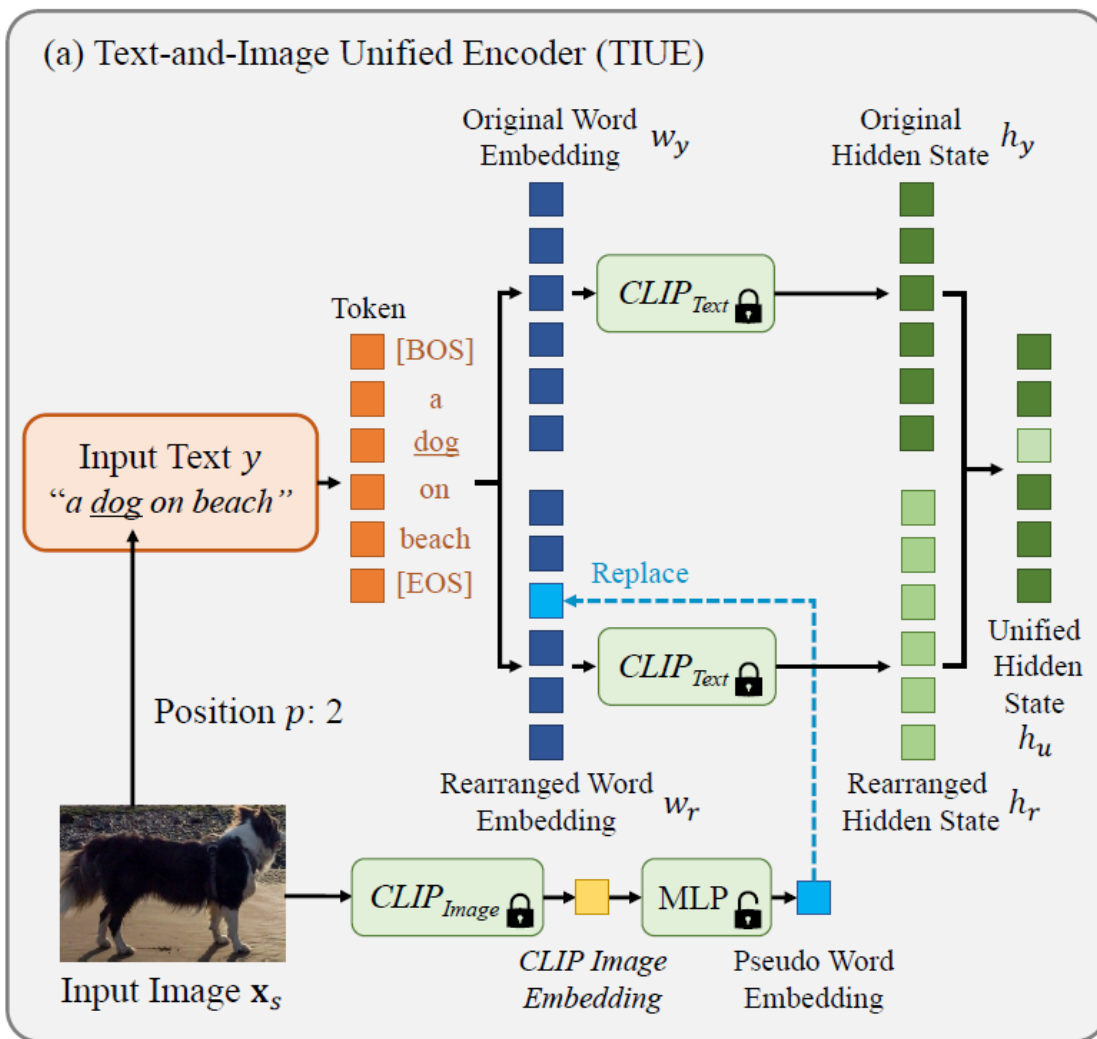 (a) Text-and-Image Unified Encoder (TIUE)
Original Word
Embedding w_y
Original
Hidden State h_y
CLIP_Text
Token
[BOS]
a
dog
on
beach
[EOS]
Input Text y
“a dog on beach”
Replace
CLIP_Text
Unified
Hidden
State
h_u
Position p: 2
Rearranged Word
Embedding w_r
Rearranged
Hidden State h_r
CLIP_Image
MLP
CLIP Image
Embedding
Pseudo Word
Embedding
Input Image x_s